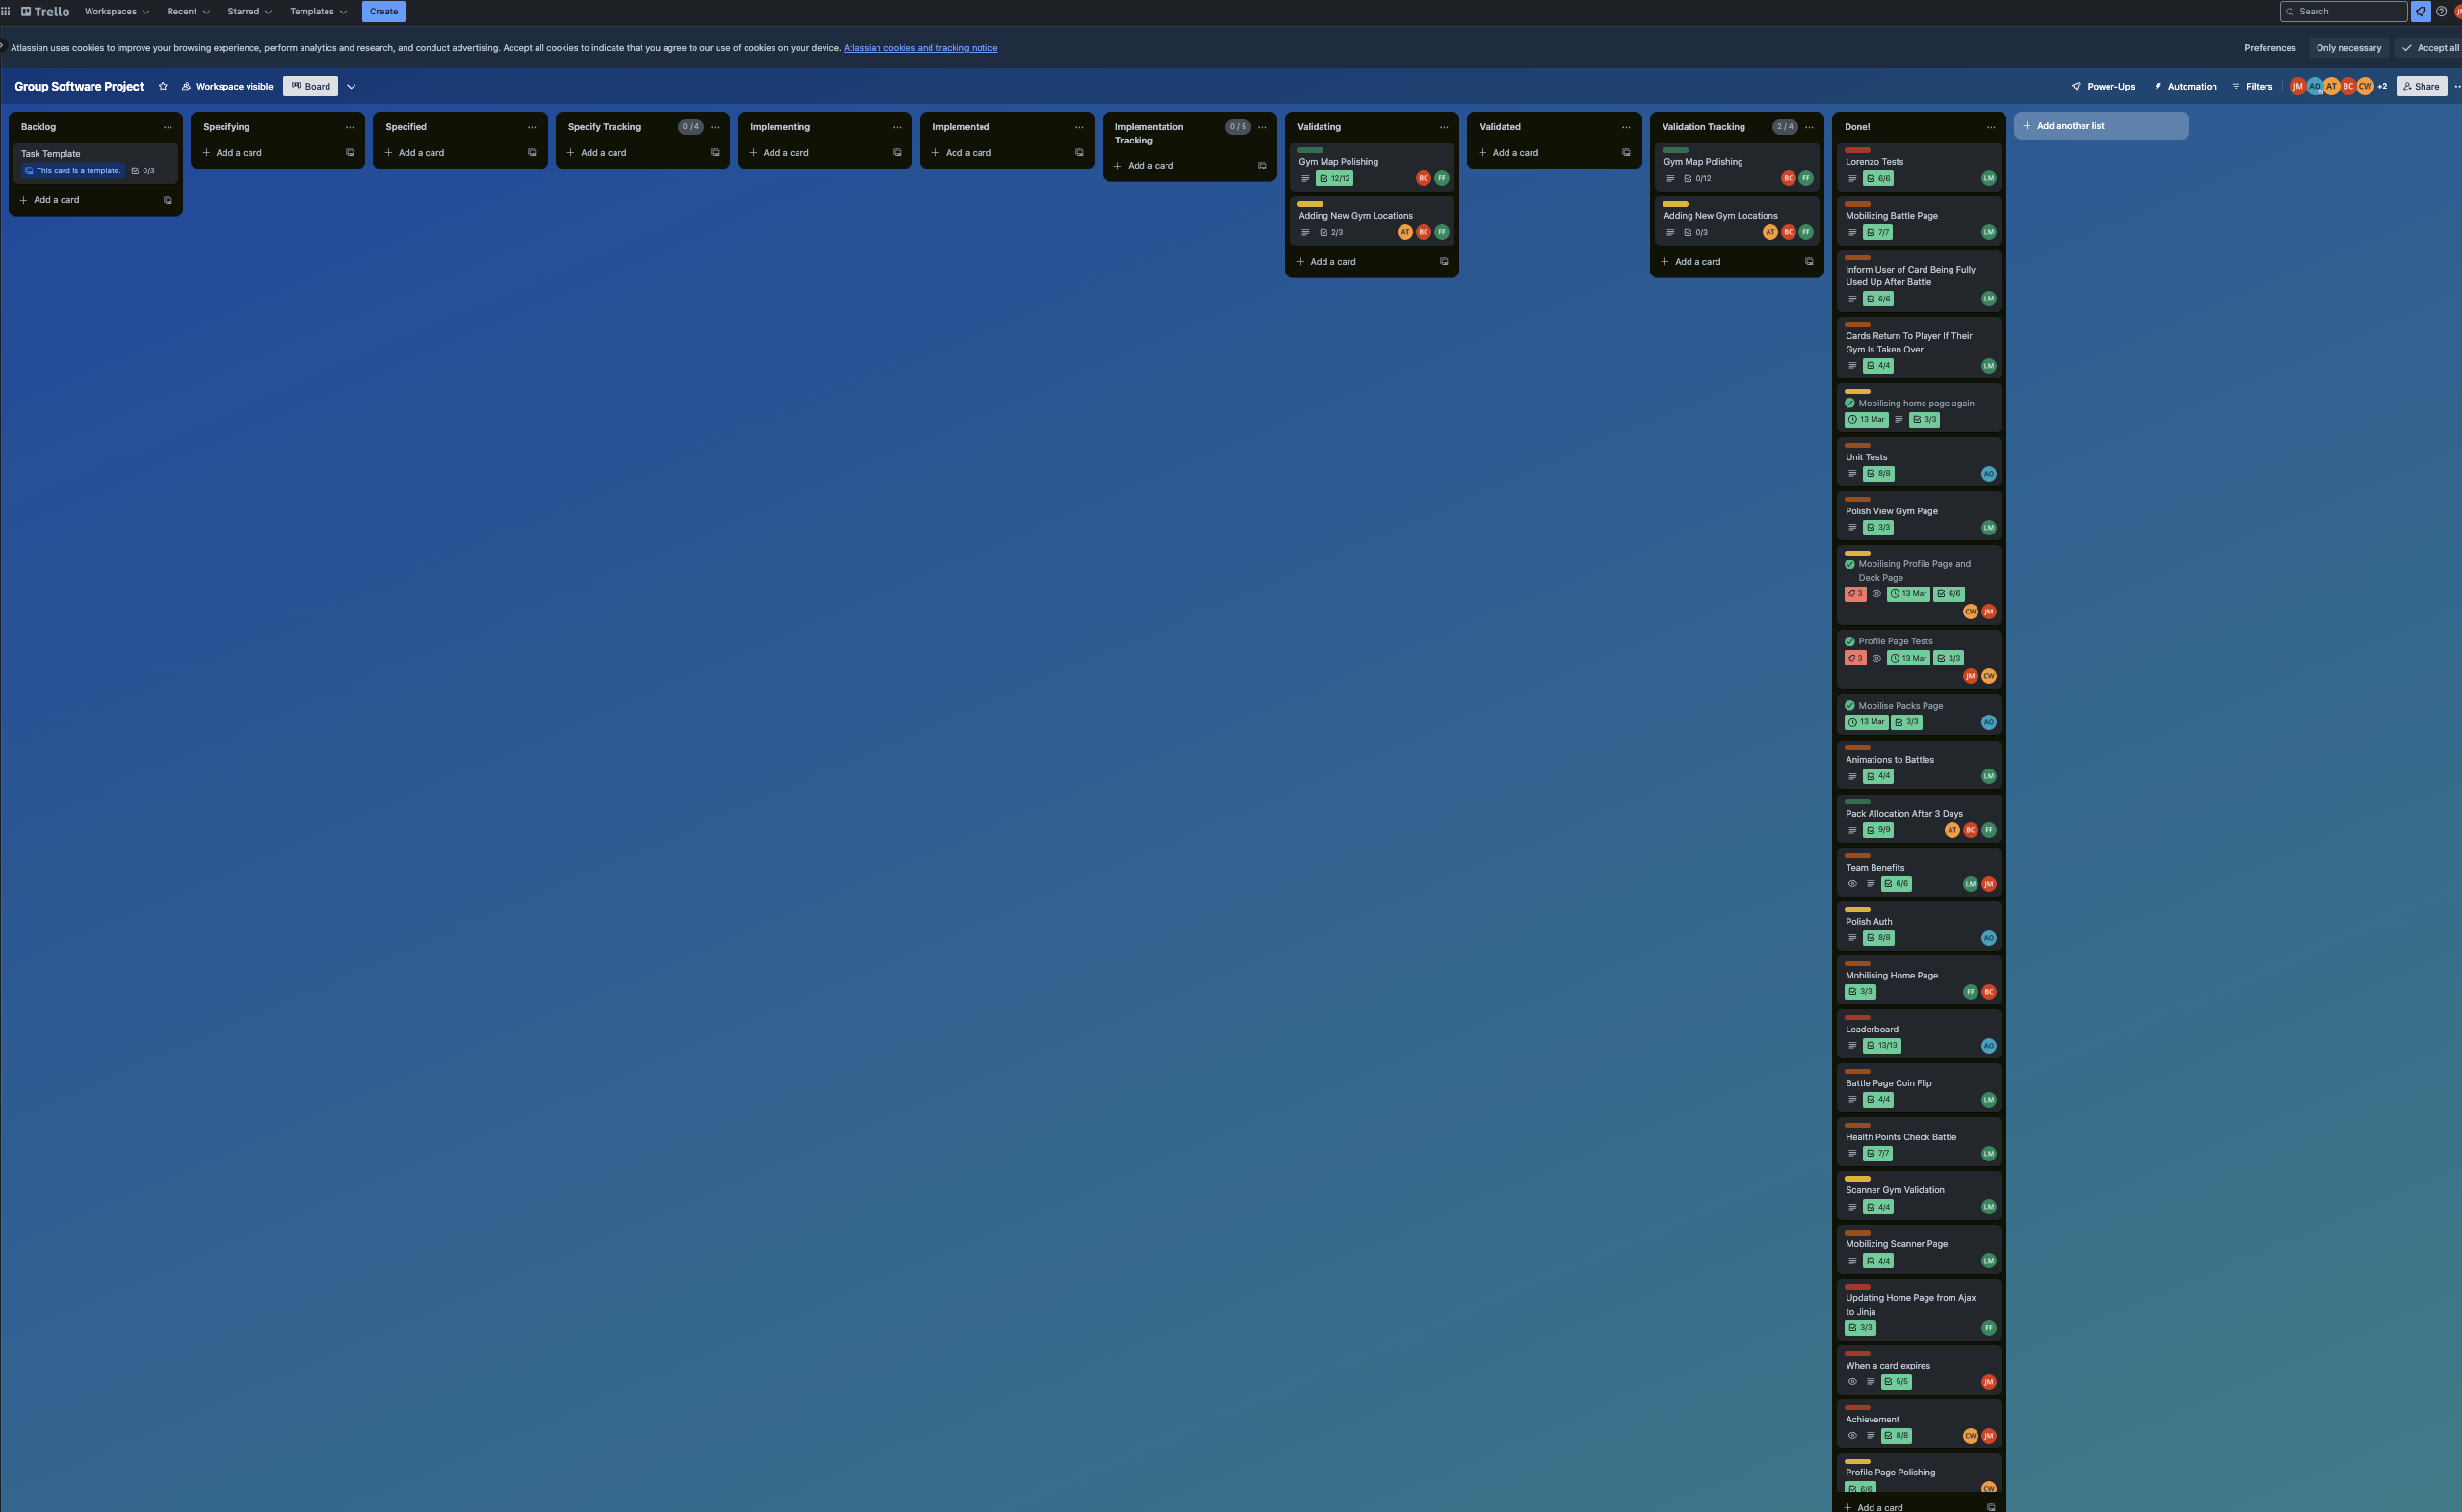 Trello
Workspaces
Recent
Starred
Templates
Create
Search
Atlassian uses cookies to improve your browsing experience, perform analytics and research, and conduct advertising. Accept all cookies to indicate that you agree to our use of cookies on your device. Atlassian cookies and tracking notice
Preferences
Only necessary
Accept all
Group Software Project
Workspace visible
Board
Power-Ups
Automation
Filters
JM AO AT BC CW +2
Share
Backlog
Task Template
This card is a template. 0/3
Add a card
Specifying
Add a card
Specified
Add a card
Specify Tracking 0 / 4
Add a card
Implementing
Add a card
Implemented
Add a card
Implementation 0 / 5
Tracking
Add a card
Validating
Gym Map Polishing
12/12 BC FF
Adding New Gym Locations
2/3 AT BC FF
Add a card
Validated
Add a card
Validation Tracking 2 / 4
Gym Map Polishing
0/12 BC FF
Adding New Gym Locations
0/3 AT BC FF
Add a card
Done!
Lorenzo Tests
6/6 LM
Mobilizing Battle Page
7/7 LM
Inform User of Card Being Fully
Used Up After Battle
6/6 LM
Cards Return To Player If Their
Gym Is Taken Over
4/4 LM
Mobilising home page again
13 Mar 3/3
Unit Tests
8/8 AO
Polish View Gym Page
3/3 LM
Mobilising Profile Page and
Deck Page
3 13 Mar 6/6
CW JM
Profile Page Tests
3 13 Mar 3/3
JM CW
Mobilise Packs Page
13 Mar 3/3 AO
Animations to Battles
4/4 LM
Pack Allocation After 3 Days
9/9 AT BC FF
Team Benefits
6/6 LM JM
Polish Auth
8/8 AO
Mobilising Home Page
3/3 FF BC
Leaderboard
13/13 AO
Battle Page Coin Flip
4/4 LM
Health Points Check Battle
7/7 LM
Scanner Gym Validation
4/4 LM
Mobilizing Scanner Page
4/4 LM
Updating Home Page from Ajax
to Jinja
3/3 FF
When a card expires
5/5 JM
Achievement
8/8 CW JM
Profile Page Polishing
6/6 CW
Add a card
Add another list